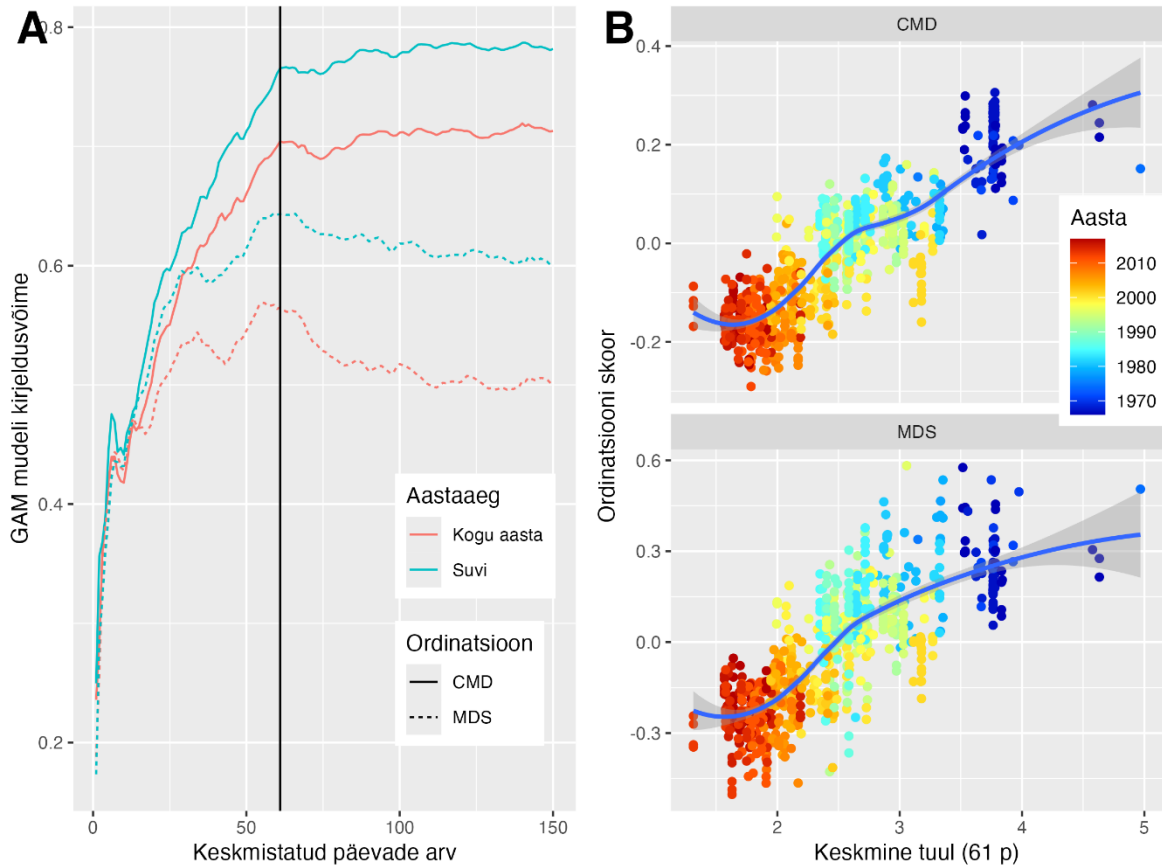 A
GAM mudeli kirjeldusvõime
0.8
0.6
0.4
0.2
0
50
100
150
Keskmistatud päevade arv
Aastaaeg
Kogu aasta
Suvi
Ordinatsioon
CMD
MDS
B
Ordinatsiooni skoor
CMD
0.4
0.2
0.0
-0.2
MDS
0.6
0.3
0.0
-0.3
2
3
4
5
Keskmine tuul (61 p)
Aasta
2010
2000
1990
1980
1970